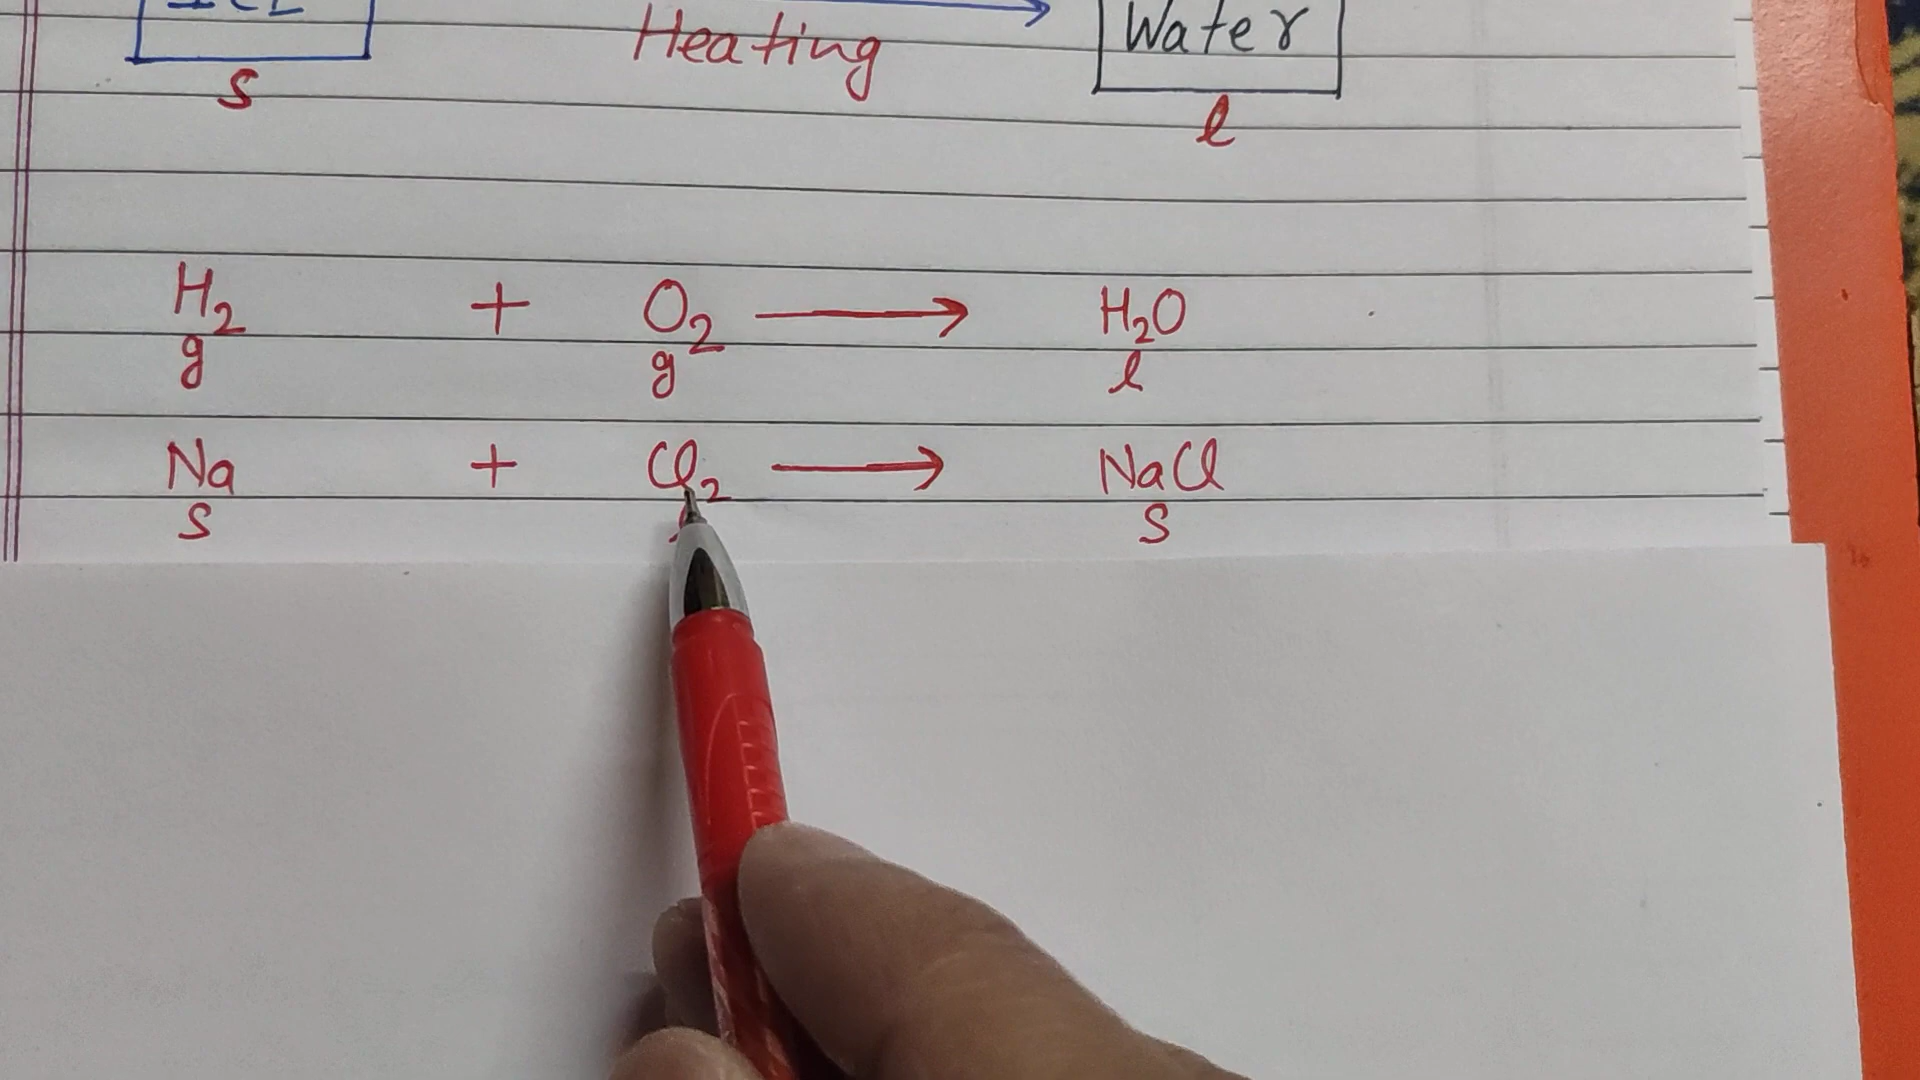 Heating Water
s l
H₂ + O₂ ⟶ H₂O
g g l
Na + Cl₂ ⟶ NaCl
s s